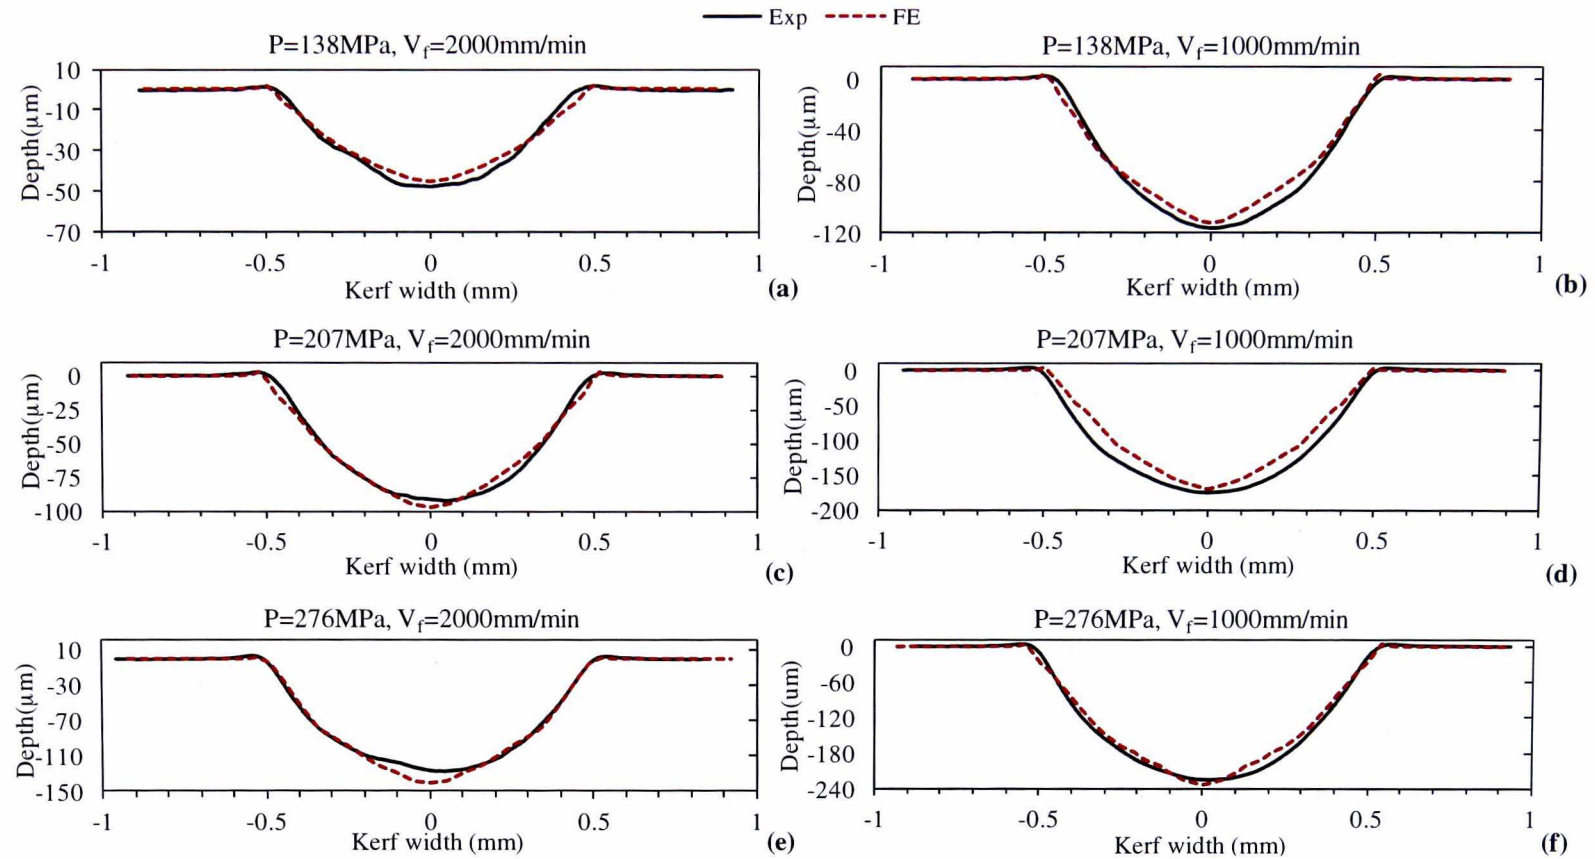 Exp FE
P=138MPa, Vf=2000mm/min
10
-10
-30
-50
-70
Depth(µm)
-1 -0.5 0 0.5 1
Kerf width (mm)
(a)
P=138MPa, Vf=1000mm/min
0
-40
-80
-120
Depth(µm)
-1 -0.5 0 0.5 1
Kerf width (mm)
(b)
P=207MPa, Vf=2000mm/min
0
-25
-50
-75
-100
Depth(µm)
-1 -0.5 0 0.5 1
Kerf width (mm)
(c)
P=207MPa, Vf=1000mm/min
0
-50
-100
-150
-200
Depth(µm)
-1 -0.5 0 0.5 1
Kerf width (mm)
(d)
P=276MPa, Vf=2000mm/min
10
-30
-70
-110
-150
Depth(µm)
-1 -0.5 0 0.5 1
Kerf width (mm)
(e)
P=276MPa, Vf=1000mm/min
0
-60
-120
-180
-240
Depth(um)
-1 -0.5 0 0.5 1
Kerf width (mm)
(f)